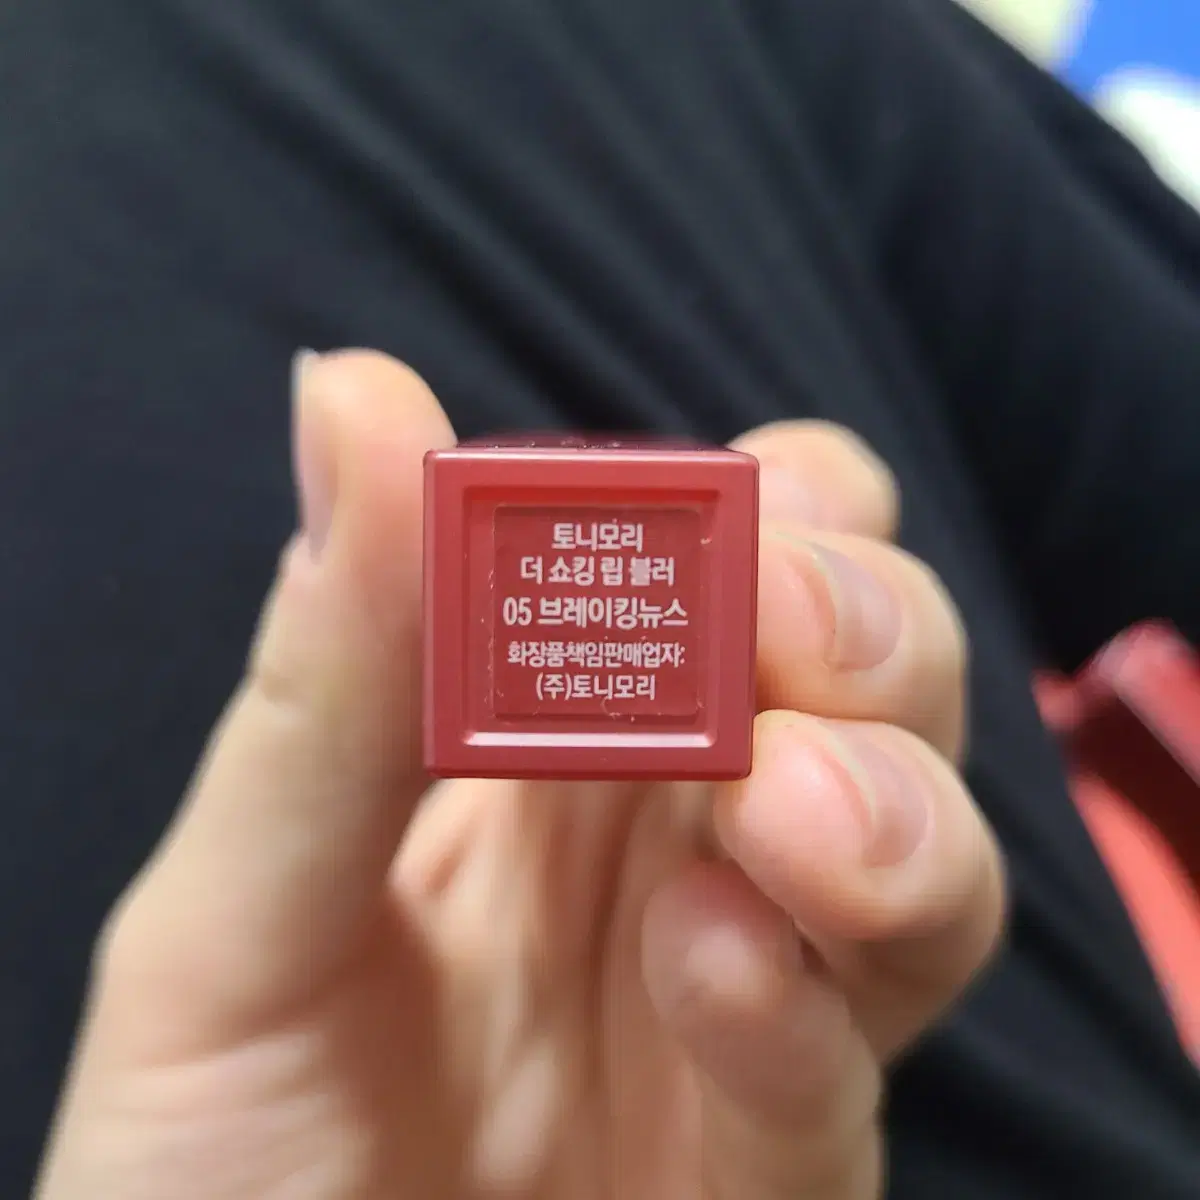 토니모리
더 쇼킹 립 블러
05 브레이킹뉴스
화장품책임판매업자:
(주)토니모리